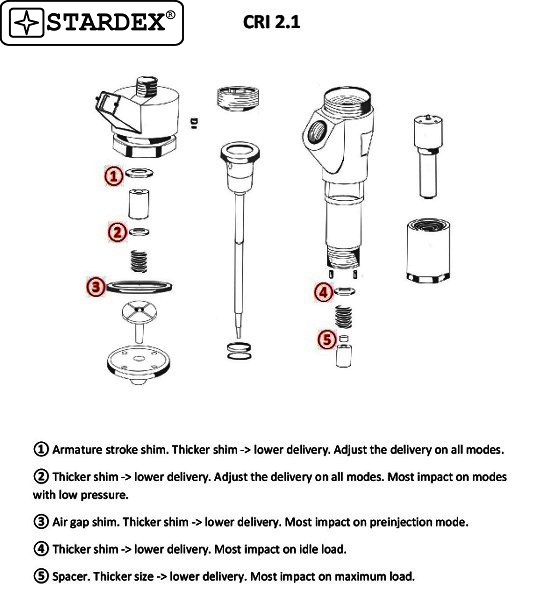 STARDEX®
CRI 2.1
1
2
3
4
5
① Armature stroke shim. Thicker shim -> lower delivery. Adjust the delivery on all modes.
② Thicker shim -> lower delivery. Adjust the delivery on all modes. Most impact on modes
with low pressure.
③ Air gap shim. Thicker shim -> lower delivery. Most impact on preinjection mode.
④ Thicker shim -> lower delivery. Most impact on idle load.
⑤ Spacer. Thicker size -> lower delivery. Most impact on maximum load.